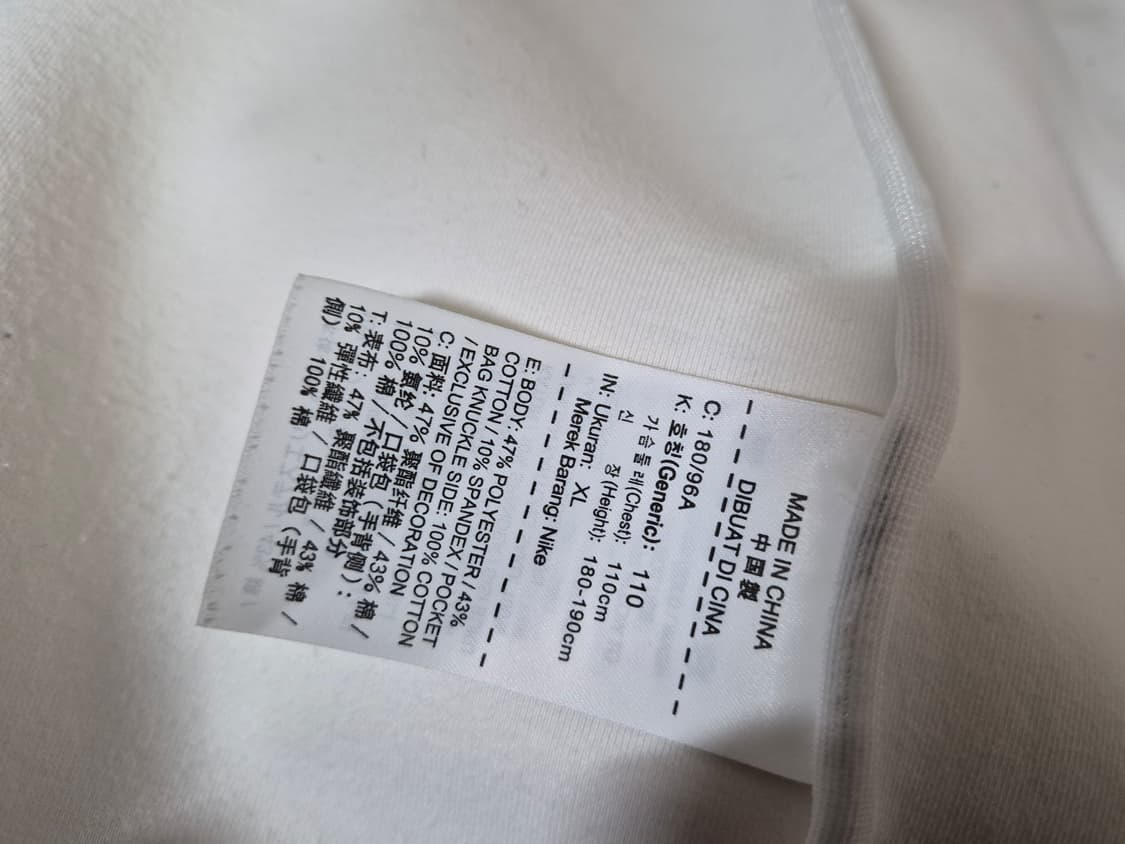 MADE IN CHINA
中 国 製
DIBUAT DI CINA
C: 180/96A
K: 호칭(Generic): 110
가슴둘레(Chest): 110cm
신 장(Height): 180-190cm
IN: Ukuran: XL
Merek Barang: Nike
E: BODY: 47% POLYESTER / 43%
COTTON / 10% SPANDEX / POCKET
BAG KNUCKLE SIDE: 100% COTTON
/ EXCLUSIVE OF DECORATION
C: 面料: 47% 聚酯纤维 / 43% 棉 /
10% 氨纶 / 口袋包 (手背侧) :
100% 棉 / 不包括装饰部分
T: 表布: 47% 聚酯纖維 / 43% 棉 /
10% 彈性纖維 / 口袋包 (手背
側) 100% 棉